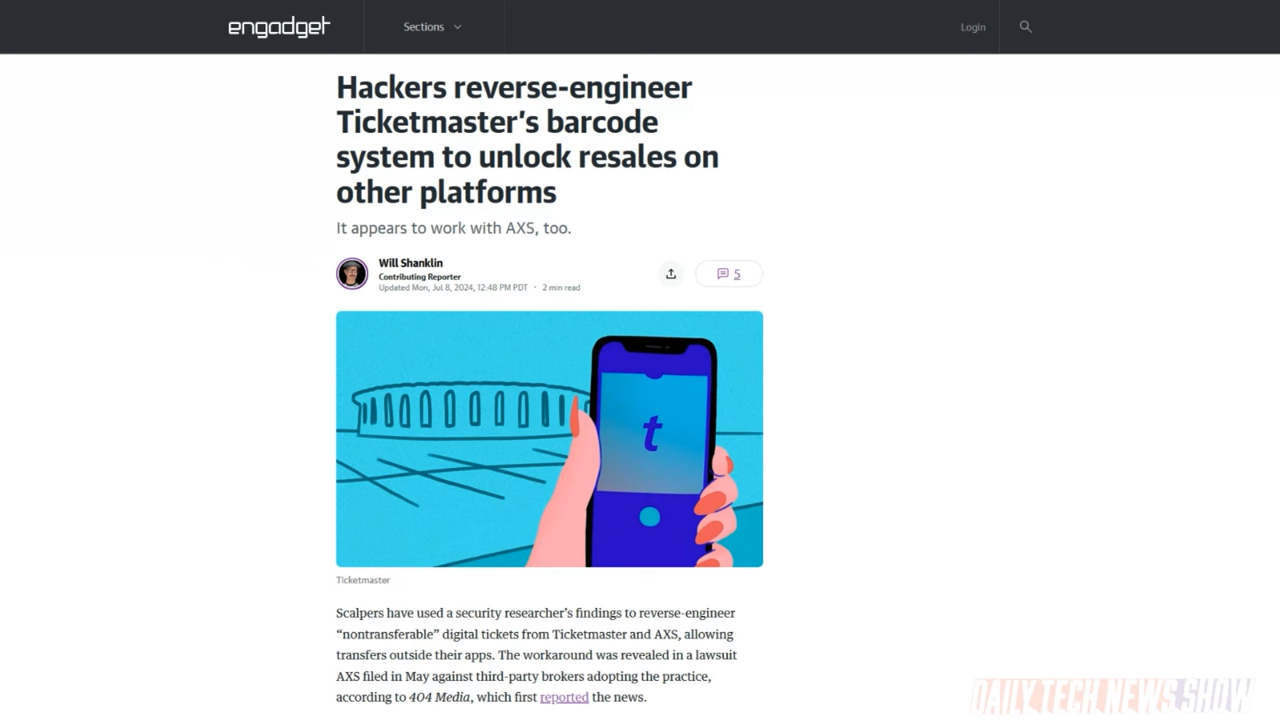 engadget
Sections
Login
Hackers reverse-engineer
Ticketmaster's barcode
system to unlock resales on
other platforms
It appears to work with AXS, too.
Will Shanklin
Contributing Reporter
Updated Mon, Jul 8, 2024, 12:48 PM PDT · 2 min read
5
t
Ticketmaster
Scalpers have used a security researcher's findings to reverse-engineer
“nontransferable” digital tickets from Ticketmaster and AXS, allowing
transfers outside their apps. The workaround was revealed in a lawsuit
AXS filed in May against third-party brokers adopting the practice,
according to 404 Media, which first reported the news.
DAILY TECH NEWS SHOW